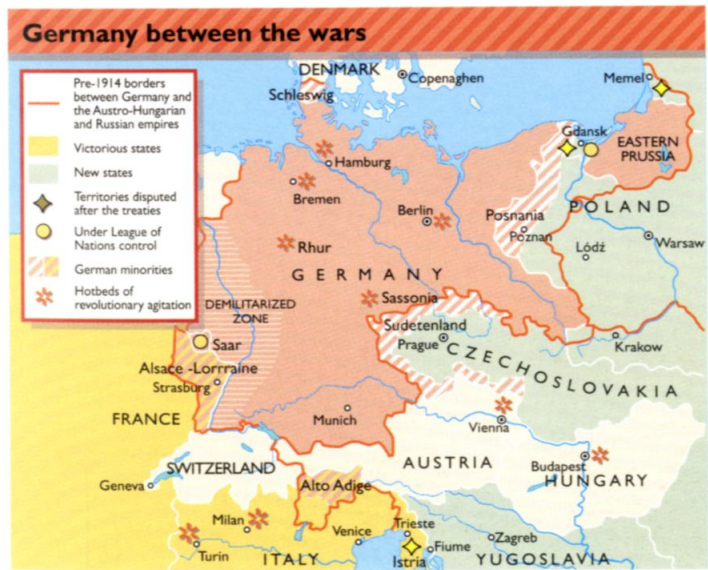 Germany between the wars
Pre-1914 borders
between Germany and
the Austro-Hungarian
and Russian empires
Victorious states
New states
Territories disputed
after the treaties
Under League of
Nations control
German minorities
Hotbeds of
revolutionary agitation
DENMARK
Copenaghen
Memel
Schleswig
Gdansk
Hamburg
EASTERN
PRUSSIA
Bremen
Berlin
Posnania
POLAND
Poznan
Warsaw
Rhur
Lódź
GERMANY
Sassonia
DEMILITARIZED
ZONE
Sudetenland
Saar
Prague
Krakow
Alsace -Lorrraine
CZECHOSLOVAKIA
Strasburg
FRANCE
Munich
Vienna
SWITZERLAND
AUSTRIA
Budapest
HUNGARY
Geneva
Alto Adige
Milan
Venice
Trieste
Zagreb
Turin
ITALY
Istria
Fiume
YUGOSLAVIA